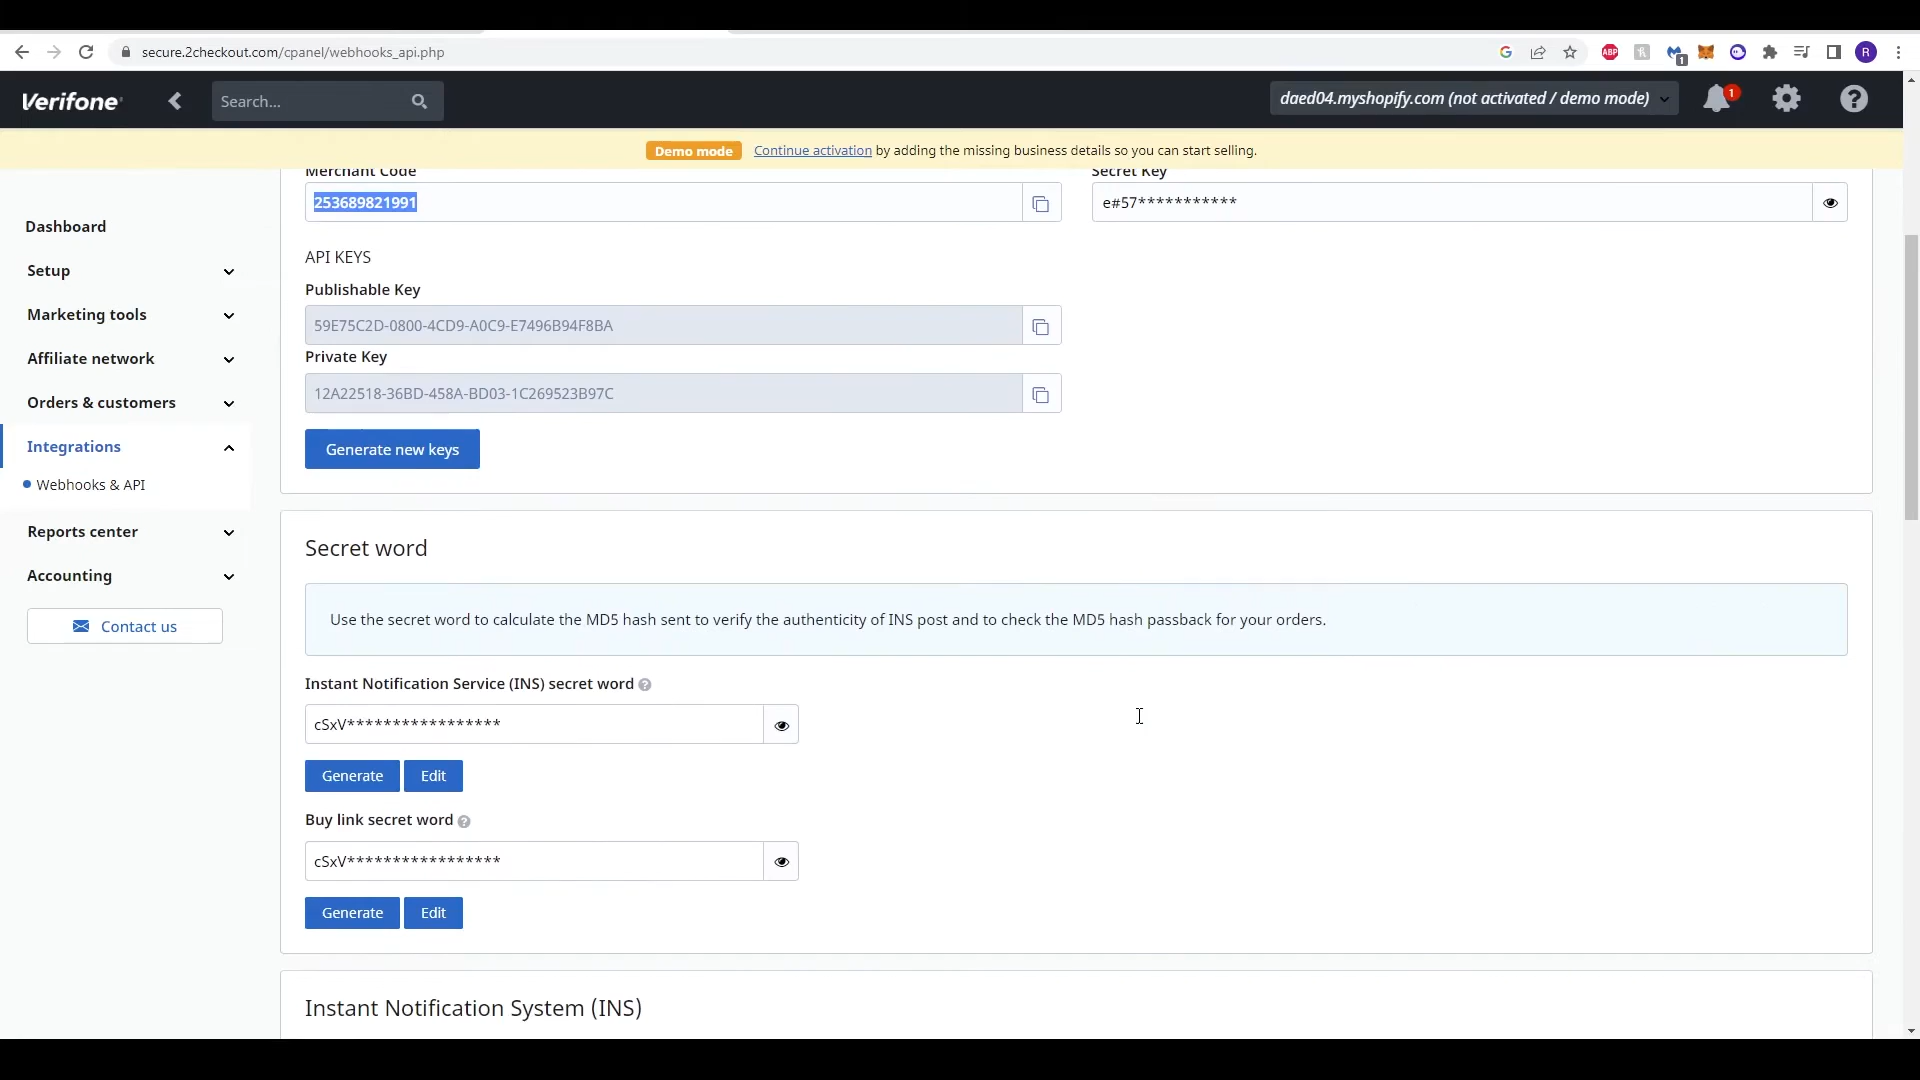 secure.2checkout.com/cpanel/webhooks_api.php
ABP
1
R
Verifone
Search...
daed04.myshopify.com (not activated / demo mode)
1
Demo mode Continue activation by adding the missing business details so you can start selling.
Dashboard
Setup
Marketing tools
Affiliate network
Orders & customers
Integrations
Webhooks & API
Reports center
Accounting
Contact us
Merchant Code
253689821991
Secret Key
e#57***********
API KEYS
Publishable Key
59E75C2D-0800-4CD9-A0C9-E7496B94F8BA
Private Key
12A22518-36BD-458A-BD03-1C269523B97C
Generate new keys
Secret word
Use the secret word to calculate the MD5 hash sent to verify the authenticity of INS post and to check the MD5 hash passback for your orders.
Instant Notification Service (INS) secret word
cSxV*****************
Generate Edit
Buy link secret word
cSxV*****************
Generate Edit
Instant Notification System (INS)